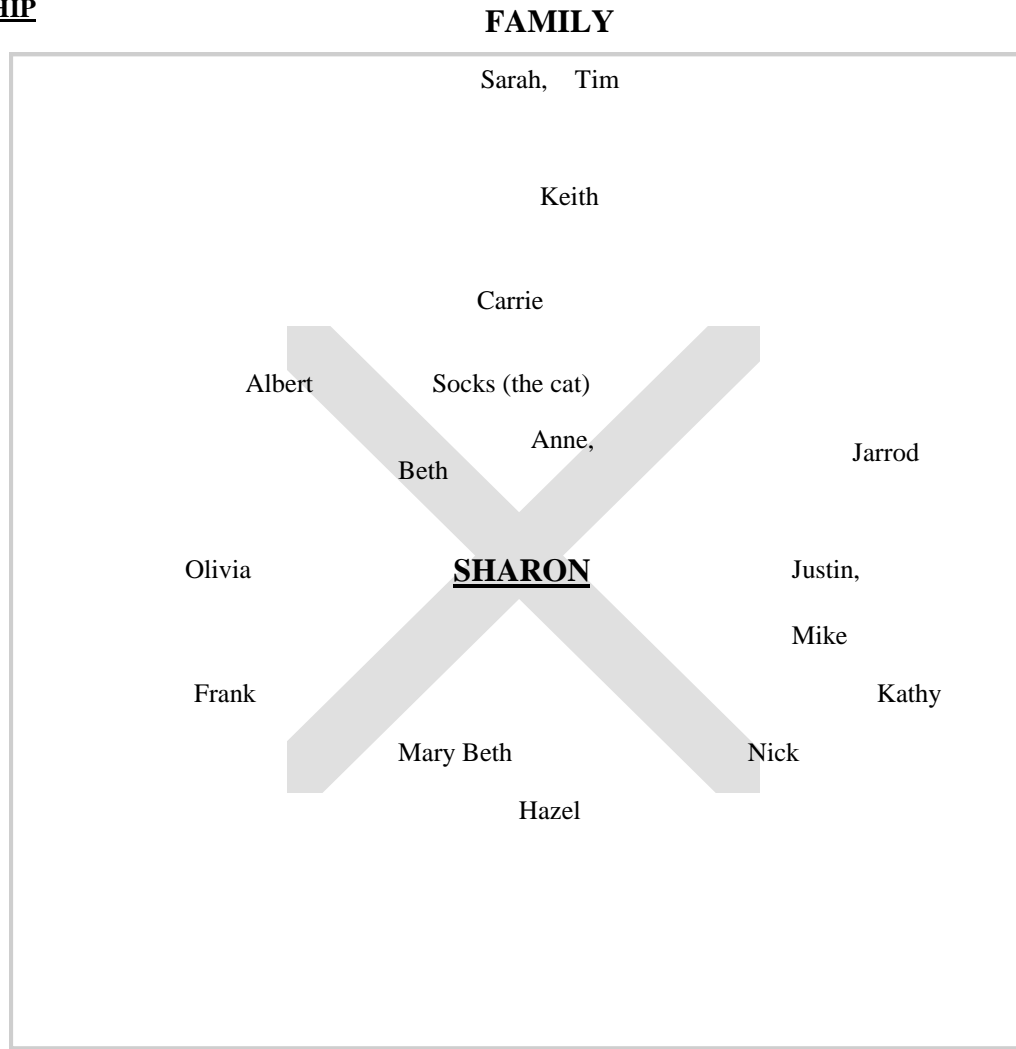 HIP
FAMILY
Sarah, Tim
Keith
Carrie
Albert Socks (the cat)
Anne,
Jarrod
Beth
Olivia SHARON Justin,
Mike
Frank Kathy
Mary Beth Nick
Hazel